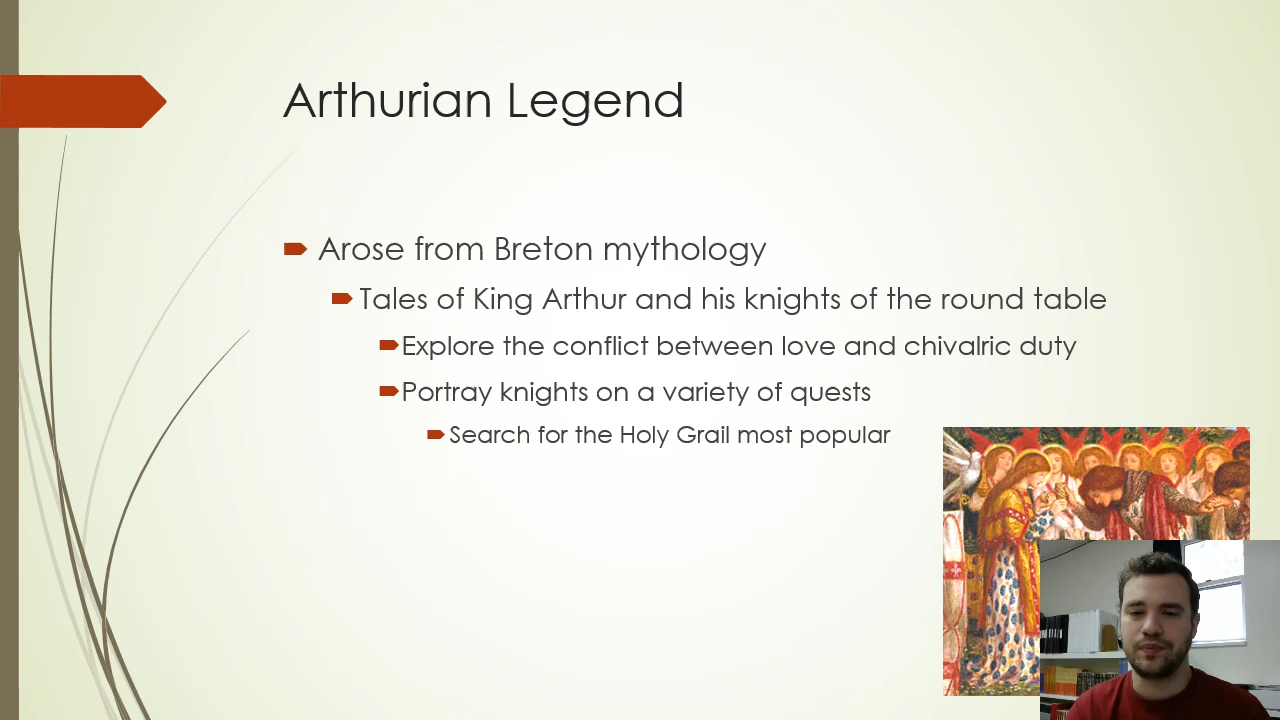 Arthurian Legend
Arose from Breton mythology
Tales of King Arthur and his knights of the round table
Explore the conflict between love and chivalric duty
Portray knights on a variety of quests
Search for the Holy Grail most popular